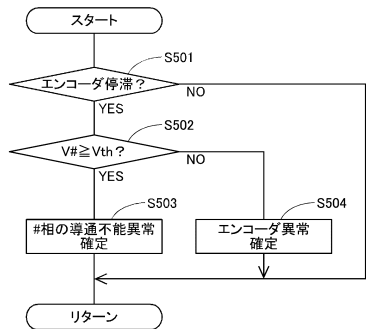 スタート
S501
エンコーダ停滞？
NO
YES
S502
V#≧Vth？
NO
YES
S503
#相の導通不能異常
確定
S504
エンコーダ異常
確定
リターン